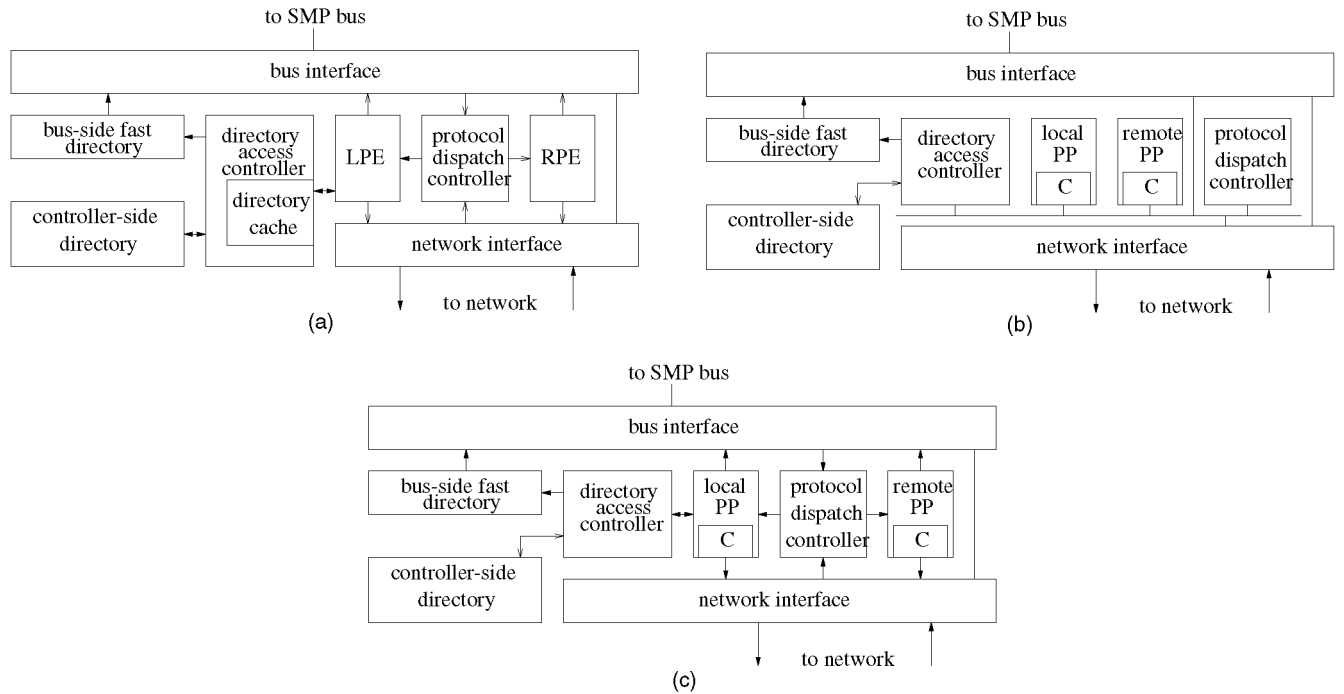 to SMP bus
bus interface
bus-side fast
directory
directory
access
controller
directory
cache
LPE
protocol
dispatch
controller
RPE
controller-side
directory
network interface
to network
(a)
to SMP bus
bus interface
bus-side fast
directory
directory
access
controller
local
PP
C
remote
PP
C
protocol
dispatch
controller
controller-side
directory
network interface
to network
(b)
to SMP bus
bus interface
bus-side fast
directory
directory
access
controller
local
PP
C
protocol
dispatch
controller
remote
PP
C
controller-side
directory
network interface
to network
(c)